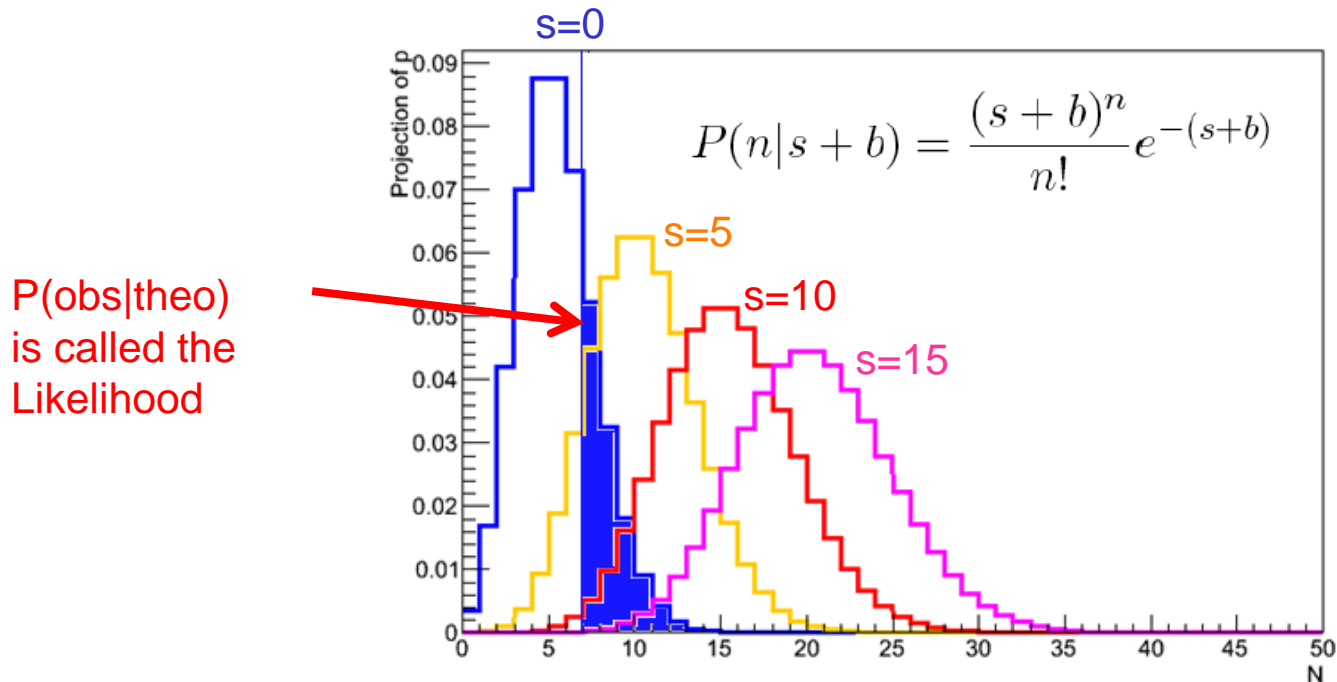 s=0
Projection of p
0.09
0.08
0.07
0.06
0.05
0.04
0.03
0.02
0.01
0
P(n|s + b) = \frac{(s + b)^n}{n!} e^{-(s+b)}
s=5
s=10
s=15
P(obs|theo)
is called the
Likelihood
0 5 10 15 20 25 30 35 40 45 50
N